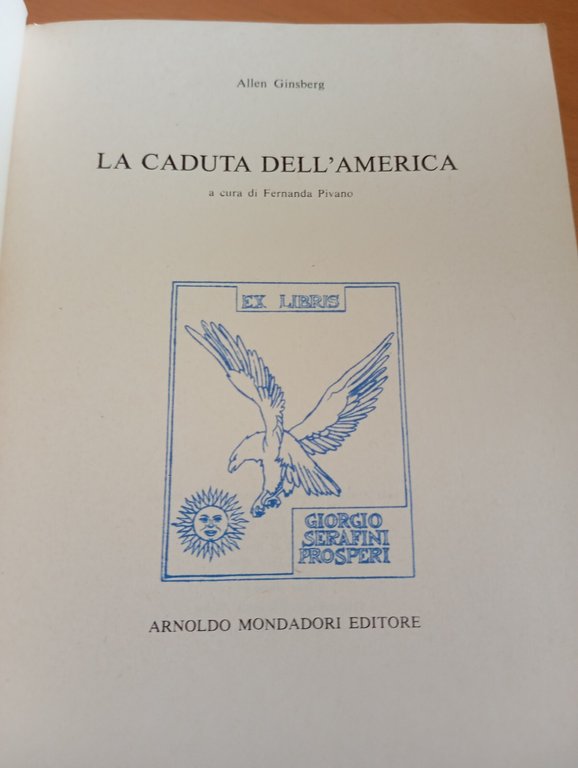 Allen Ginsberg
LA CADUTA DELL'AMERICA
a cura di Fernanda Pivano
EX LIBRIS
GIORGIO
SERAFINI
PROSPERI
ARNOLDO MONDADORI EDITORE